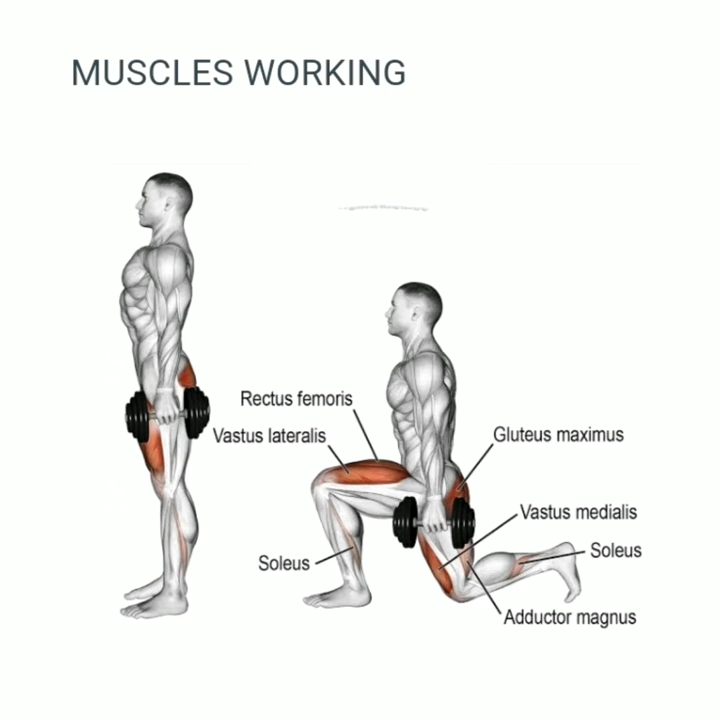 MUSCLES WORKING
Rectus femoris
Vastus lateralis
Gluteus maximus
Vastus medialis
Soleus
Soleus
Adductor magnus